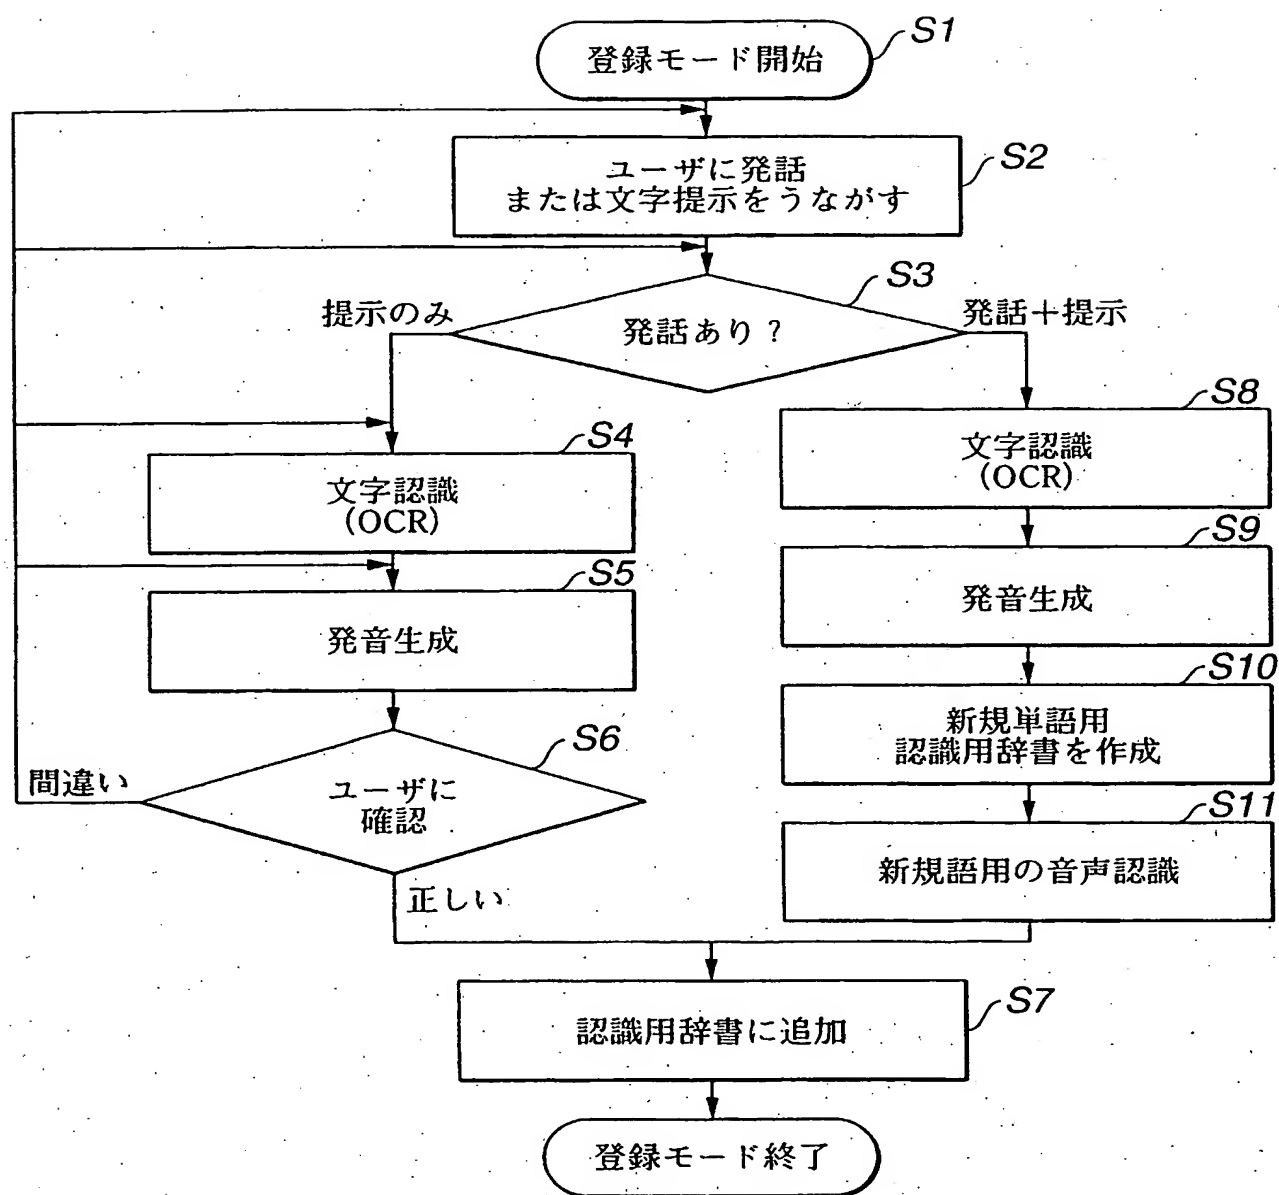 登録モード開始
S1
ユーザに発話
または文字提示をうながす
S2
発話あり?
S3
提示のみ
発話+提示
文字認識
(OCR)
S4
発音生成
S5
ユーザに
確認
S6
間違い
正しい
文字認識
(OCR)
S8
発音生成
S9
新規単語用
認識用辞書を作成
S10
新規語用の音声認識
S11
認識用辞書に追加
S7
登録モード終了